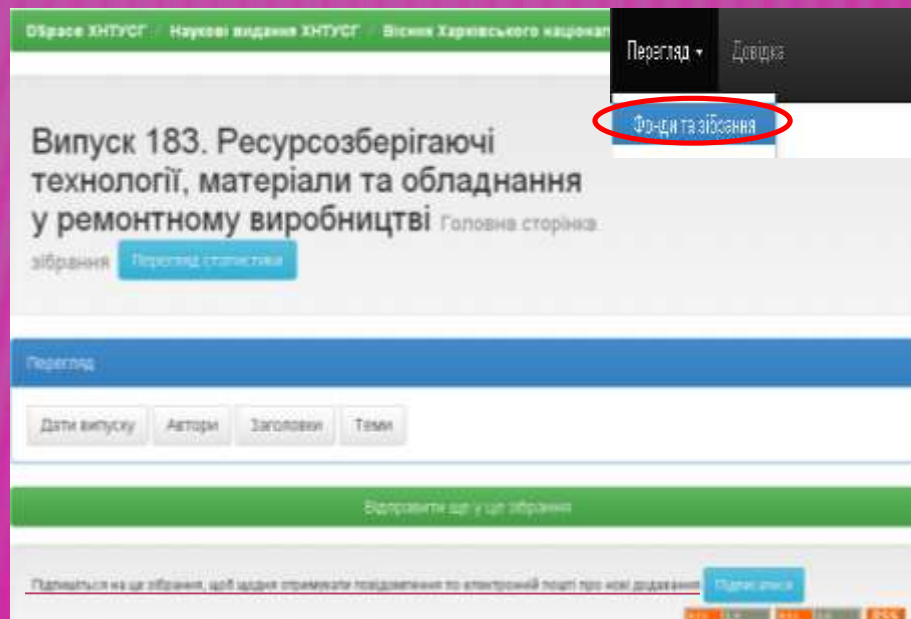 DSpace ХНТУСГ / Наукові видання ХНТУСГ / Вісник Харківського націонал
Перегляд Довідка
Фонди та зібрання
Випуск 183. Ресурсозберігаючі
технології, матеріали та обладнання
у ремонтному виробництві Головна сторінка
зібрання Перегляд статистики
Перегляд
Дати випуску Автори Заголовки Теми
Відправити ще у це зібрання
Підпишіться на це зібрання, щоб щодня отримувати повідомлення по електронній пошті про нові додавання Підписатися
RSS